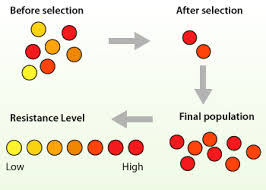 Before selection
After selection
Resistance Level
Final population
Low
High